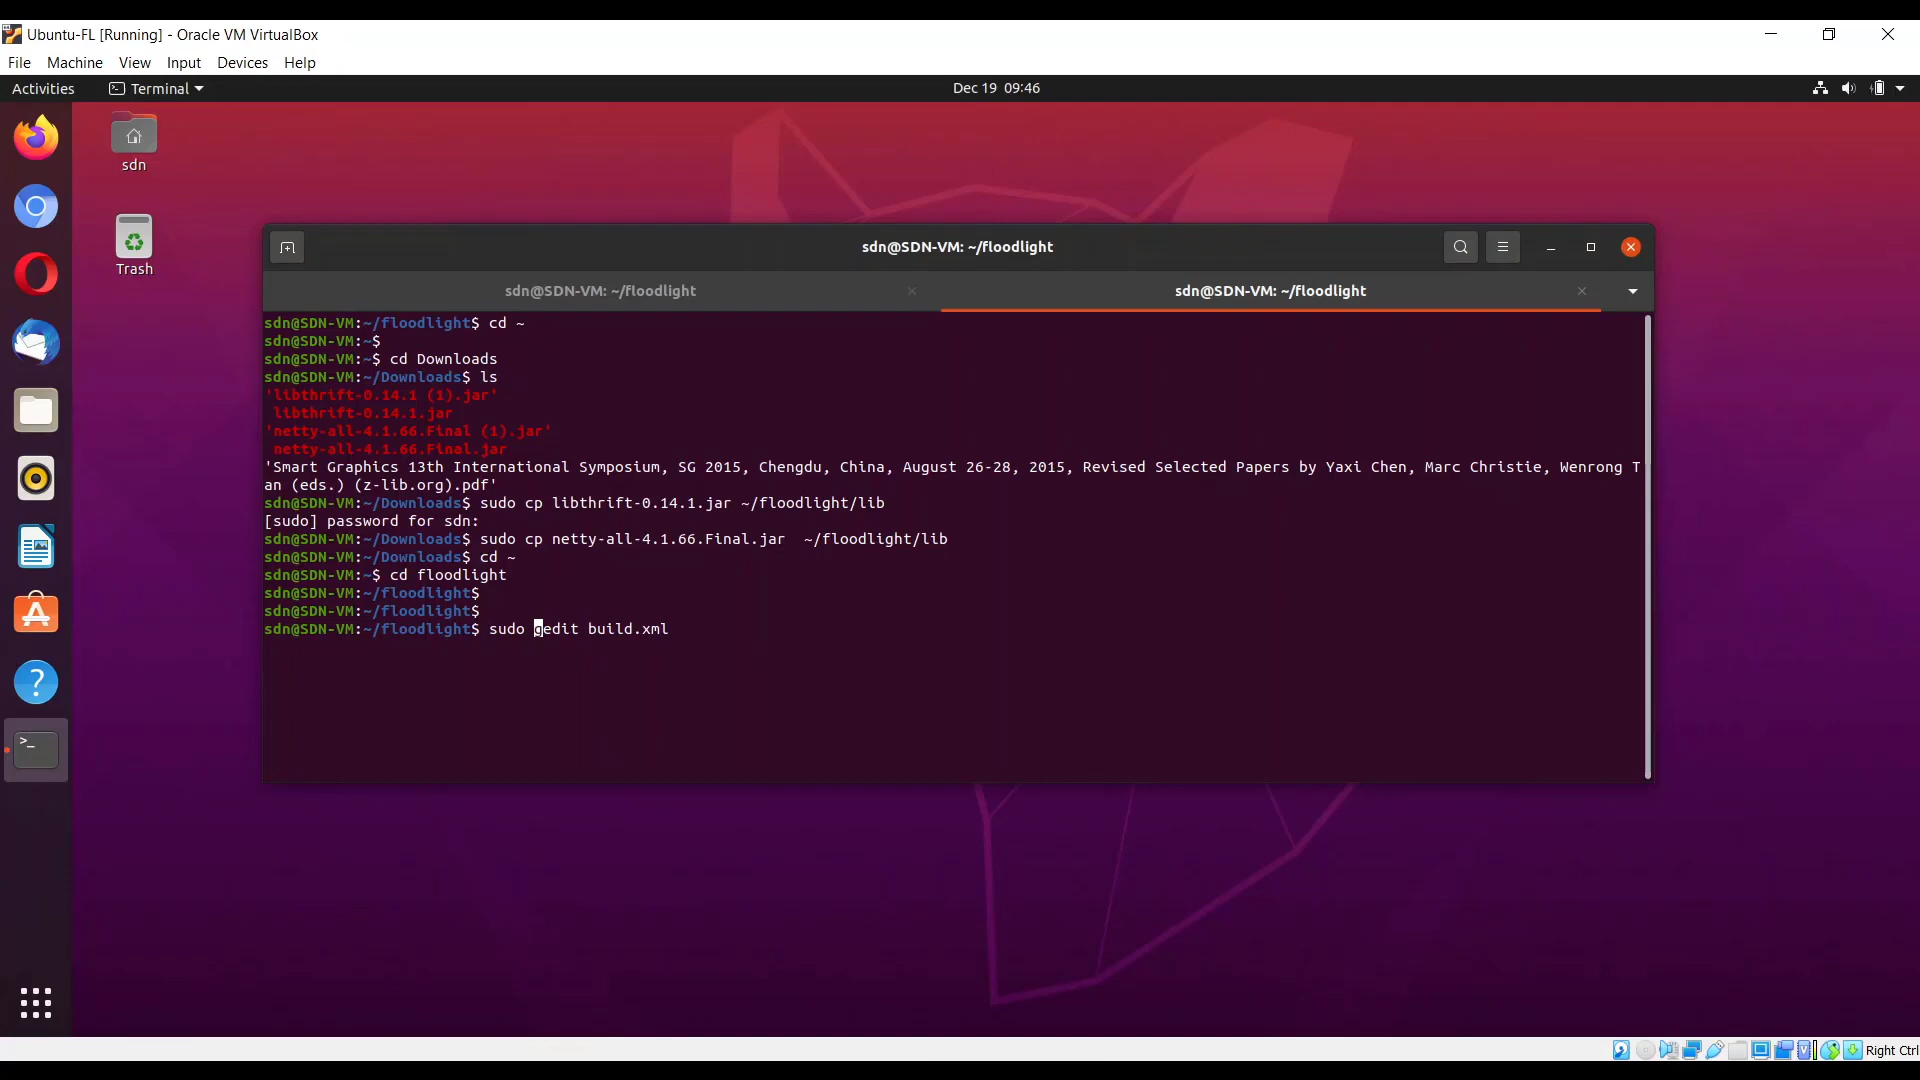 Ubuntu-FL [Running] - Oracle VM VirtualBox
File Machine View Input Devices Help
Activities Terminal Dec 19 09:46
sdn
Trash
sdn@SDN-VM: ~/floodlight
sdn@SDN-VM: ~/floodlight sdn@SDN-VM: ~/floodlight
sdn@SDN-VM:~/floodlight$ cd ~
sdn@SDN-VM:~$
sdn@SDN-VM:~$ cd Downloads
sdn@SDN-VM:~/Downloads$ ls
'libthrift-0.14.1 (1).jar'
libthrift-0.14.1.jar
'netty-all-4.1.66.Final (1).jar'
netty-all-4.1.66.Final.jar
'Smart Graphics 13th International Symposium, SG 2015, Chengdu, China, August 26-28, 2015, Revised Selected Papers by Yaxi Chen, Marc Christie, Wenrong T
an (eds.) (z-lib.org).pdf'
sdn@SDN-VM:~/Downloads$ sudo cp libthrift-0.14.1.jar ~/floodlight/lib
[sudo] password for sdn:
sdn@SDN-VM:~/Downloads$ sudo cp netty-all-4.1.66.Final.jar  ~/floodlight/lib
sdn@SDN-VM:~/Downloads$ cd ~
sdn@SDN-VM:~$ cd floodlight
sdn@SDN-VM:~/floodlight$
sdn@SDN-VM:~/floodlight$
sdn@SDN-VM:~/floodlight$ sudo gedit build.xml
Right Ctrl